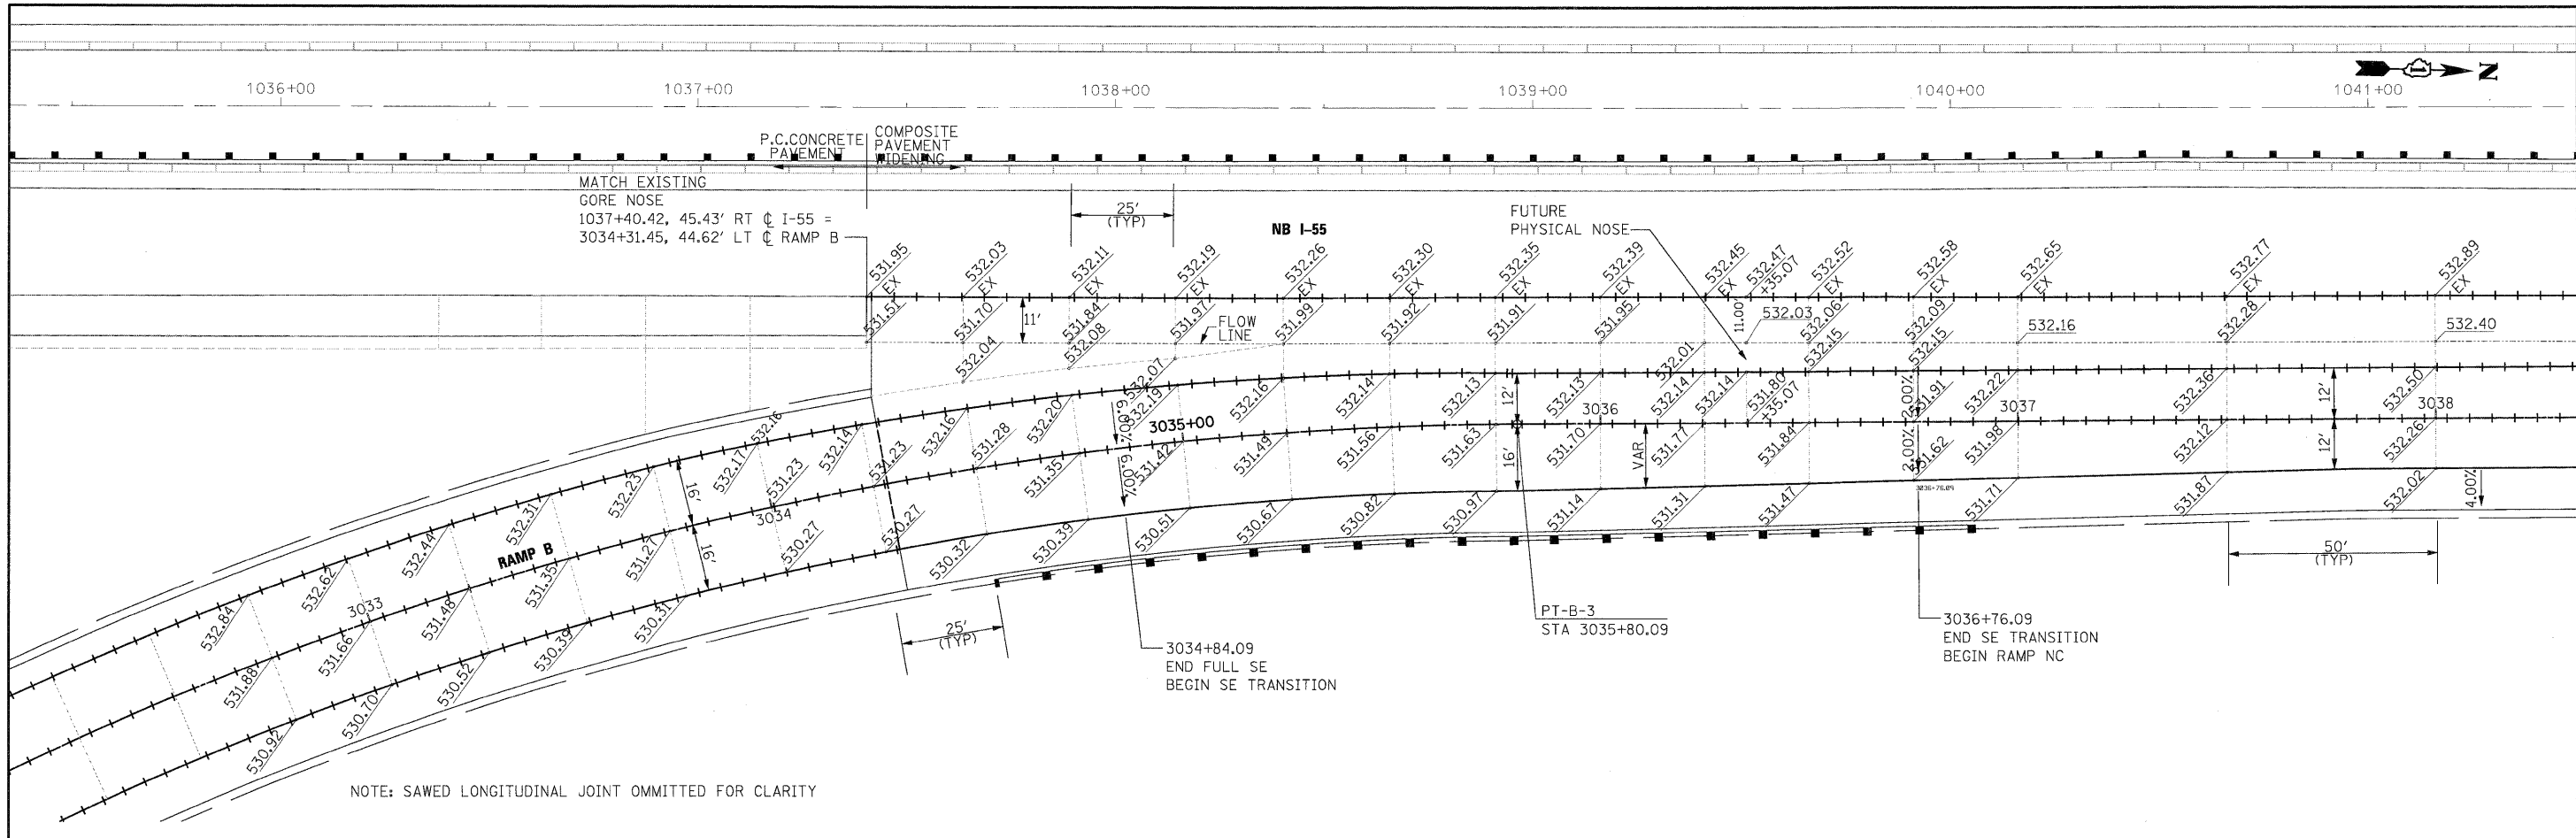 1036+00 1037+00 1038+00 1039+00 1040+00 1041+00
N
P.C.CONCRETE
PAVEMENT
COMPOSITE
PAVEMENT
WIDENING
MATCH EXISTING
GORE NOSE
1037+40.42, 45.43' RT ℄ I-55 =
3034+31.45, 44.62' LT ℄ RAMP B
25'
(TYP)
NB I-55
FUTURE
PHYSICAL NOSE
531.95 EX
532.03 EX
532.11 EX
532.19 EX
532.26 EX
532.30 EX
532.35 EX
532.39 EX
532.45 EX
532.47
+35.07
532.52 EX
532.58 EX
532.65 EX
532.77 EX
532.89 EX
531.51
531.70
11'
531.84
531.97
FLOW
LINE
531.99
531.92
531.91
531.95
532.01
11.00'
532.03
532.06
532.09
532.16
532.28
532.40
532.04
532.08
532.07
532.15
532.15
532.84
532.62
532.44
532.31
532.23
532.17
532.16
532.14
532.16
532.20
532.19
532.16
532.14
532.13
532.13
532.14
532.14
531.80
+35.07
2.00%
531.91
532.22
532.36
532.50
12'
12'
6.00%
6.00%
3033
RAMP B
3034
3035+00
3036
3037
3038
16'
16'
531.88
531.66
531.48
531.35
531.27
531.23
531.23
531.28
531.35
531.42
531.49
531.56
531.63
531.70
531.77
531.84
531.98
532.12
532.26
16'
VAR
2.00%
12'
530.92
530.70
530.52
530.39
530.31
530.27
530.27
530.32
530.39
530.51
530.67
530.82
530.97
531.14
531.31
531.47
531.62
3036+76.09
531.71
531.87
532.02
4.00%
25'
(TYP)
50'
(TYP)
3034+84.09
END FULL SE
BEGIN SE TRANSITION
PT-B-3
STA 3035+80.09
3036+76.09
END SE TRANSITION
BEGIN RAMP NC
NOTE: SAWED LONGITUDINAL JOINT OMMITTED FOR CLARITY